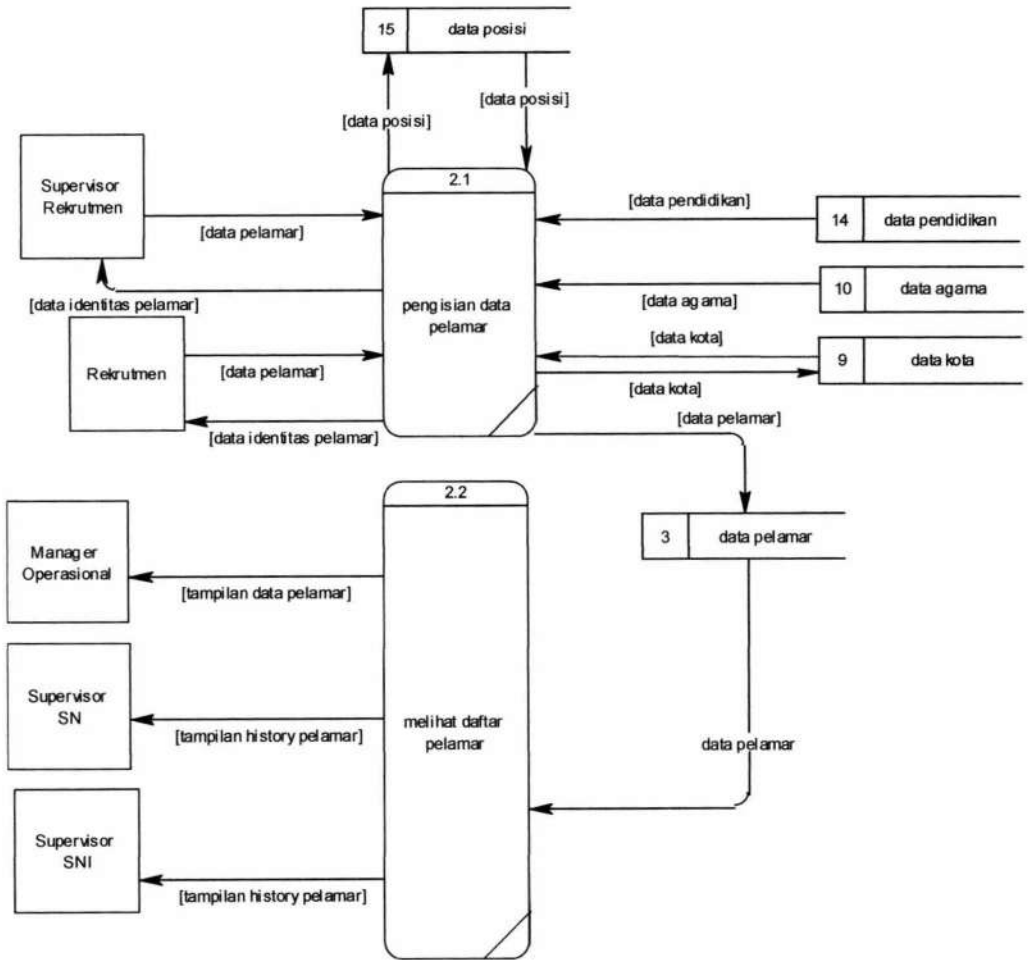 15
data posisi
[data posisi]
[data posisi]
Supervisor
Rekrutmen
2.1
[data pendidikan]
14
data pendidikan
[data pelamar]
[data identitas pelamar]
pengisian data
pelamar
[data agama]
10
data agama
Rekrutmen
[data pelamar]
[data kota]
9
data kota
[data kota]
[data identitas pelamar]
[data pelamar]
2.2
3
data pelamar
Manager
Operasional
[tampilan data pelamar]
Supervisor
SN
[tampilan history pelamar]
melihat daftar
pelamar
data pelamar
Supervisor
SNI
[tampilan history pelamar]